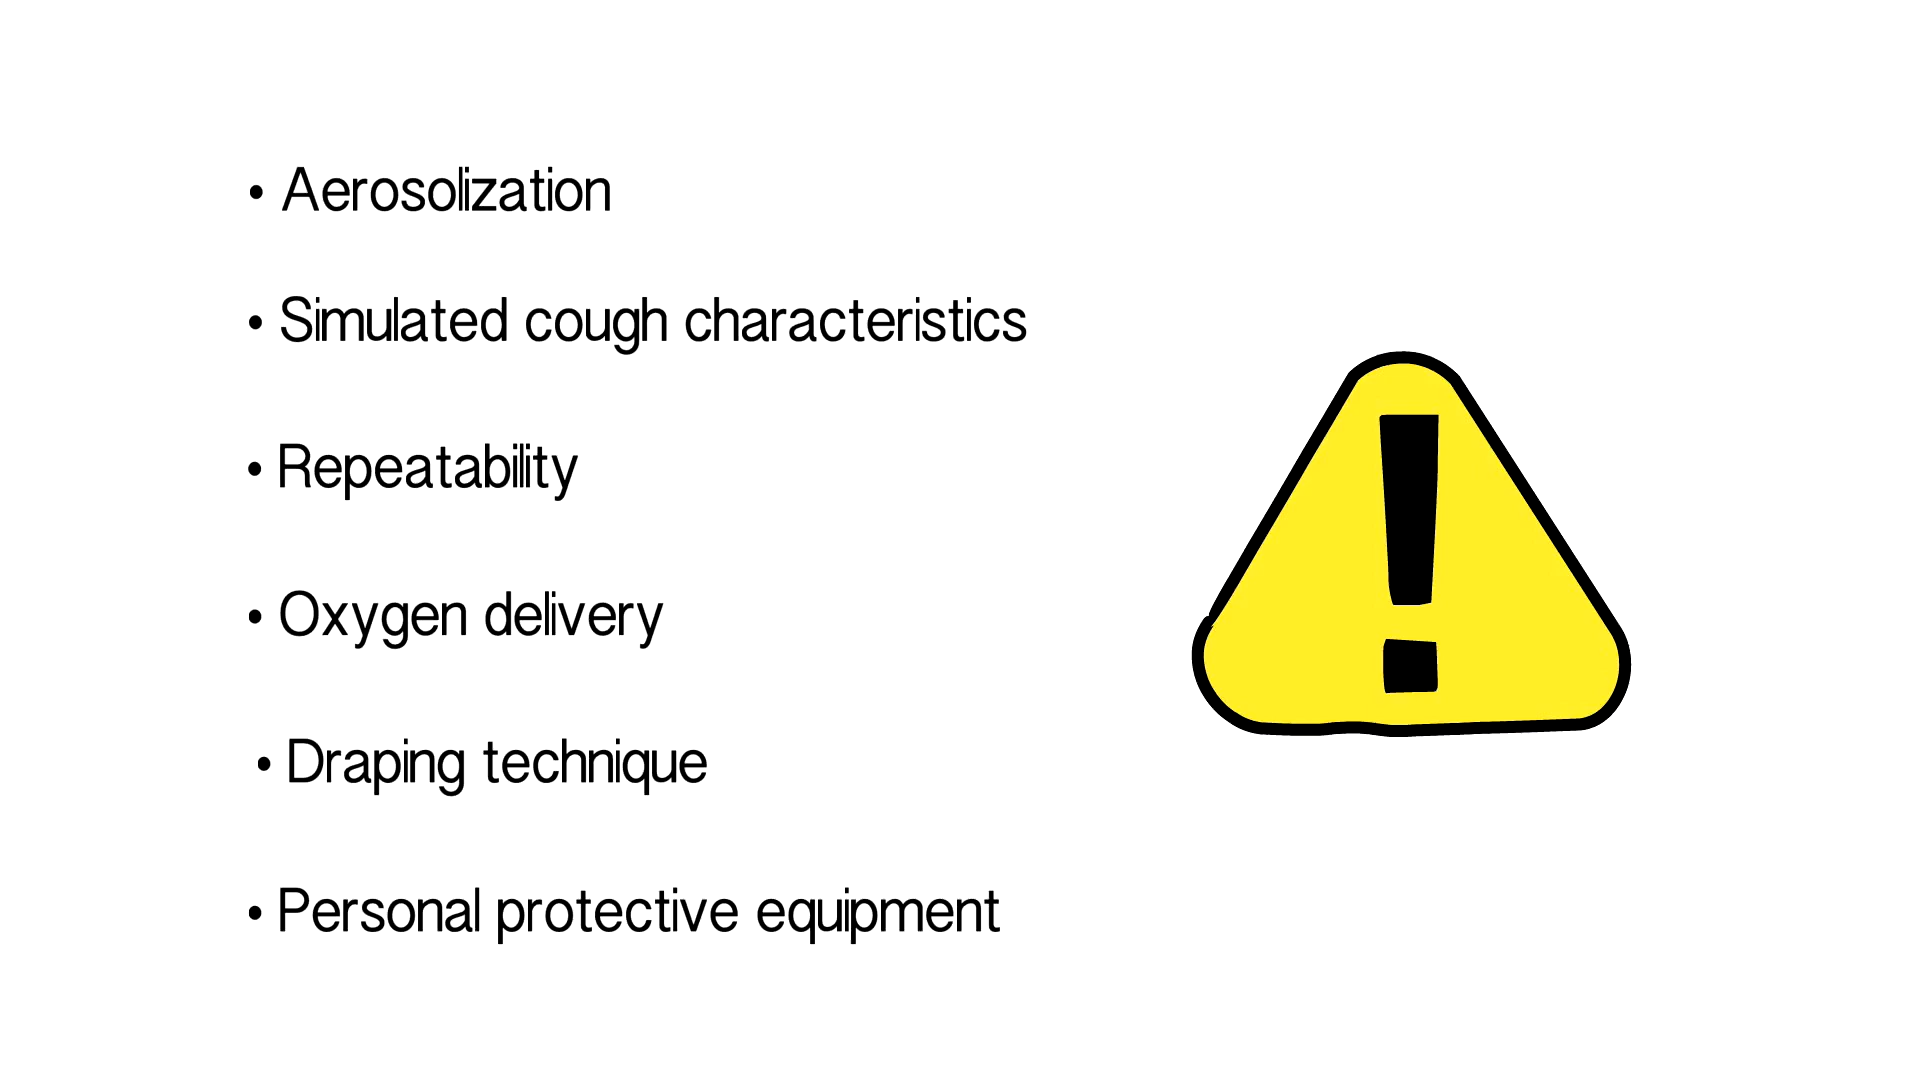 • Aerosolization
• Simulated cough characteristics
• Repeatability
• Oxygen delivery
• Draping technique
• Personal protective equipment
!